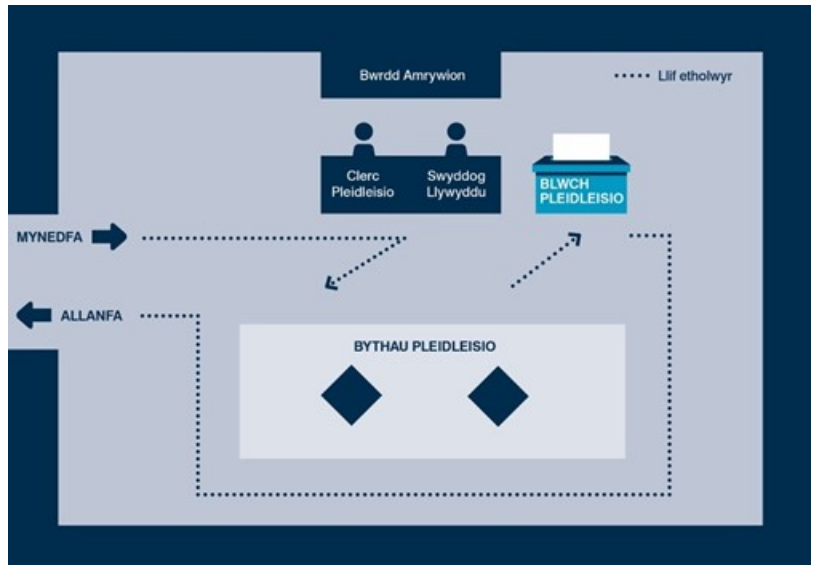 Bwrdd Amrywion
Llif etholwyr
Clerc
Pleidleisio
Swyddog
Llywyddu
BLWCH
PLEIDLEISIO
MYNEDFA
ALLANFA
BYTHAU PLEIDLEISIO